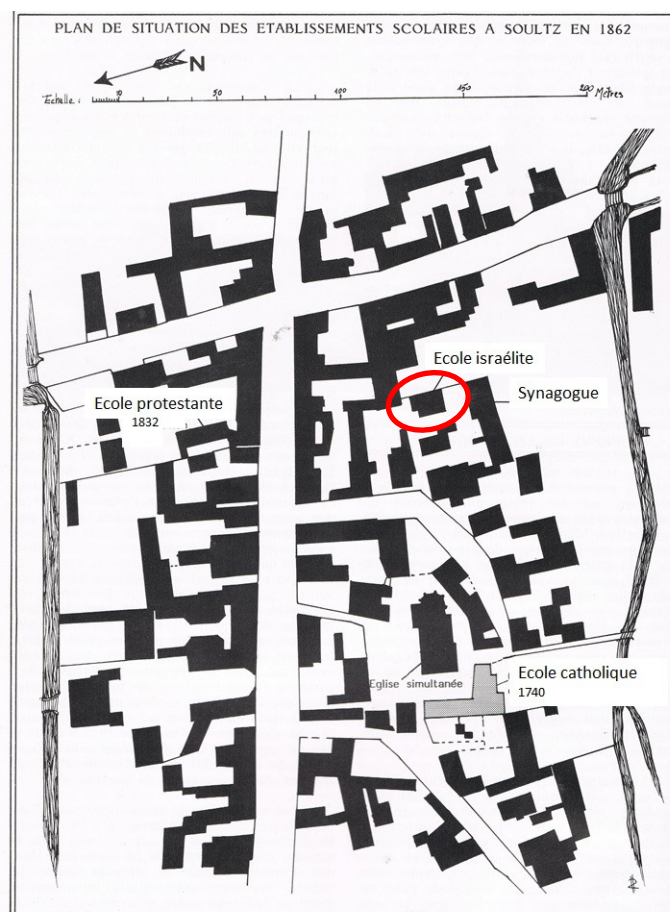 PLAN DE SITUATION DES ETABLISSEMENTS SCOLAIRES A SOULTZ EN 1862
N
Echelle : 10 50 100 150 200 Mètres
Ecole israélite
Synagogue
Ecole protestante
1832
Eglise simultanée
Ecole catholique
1740